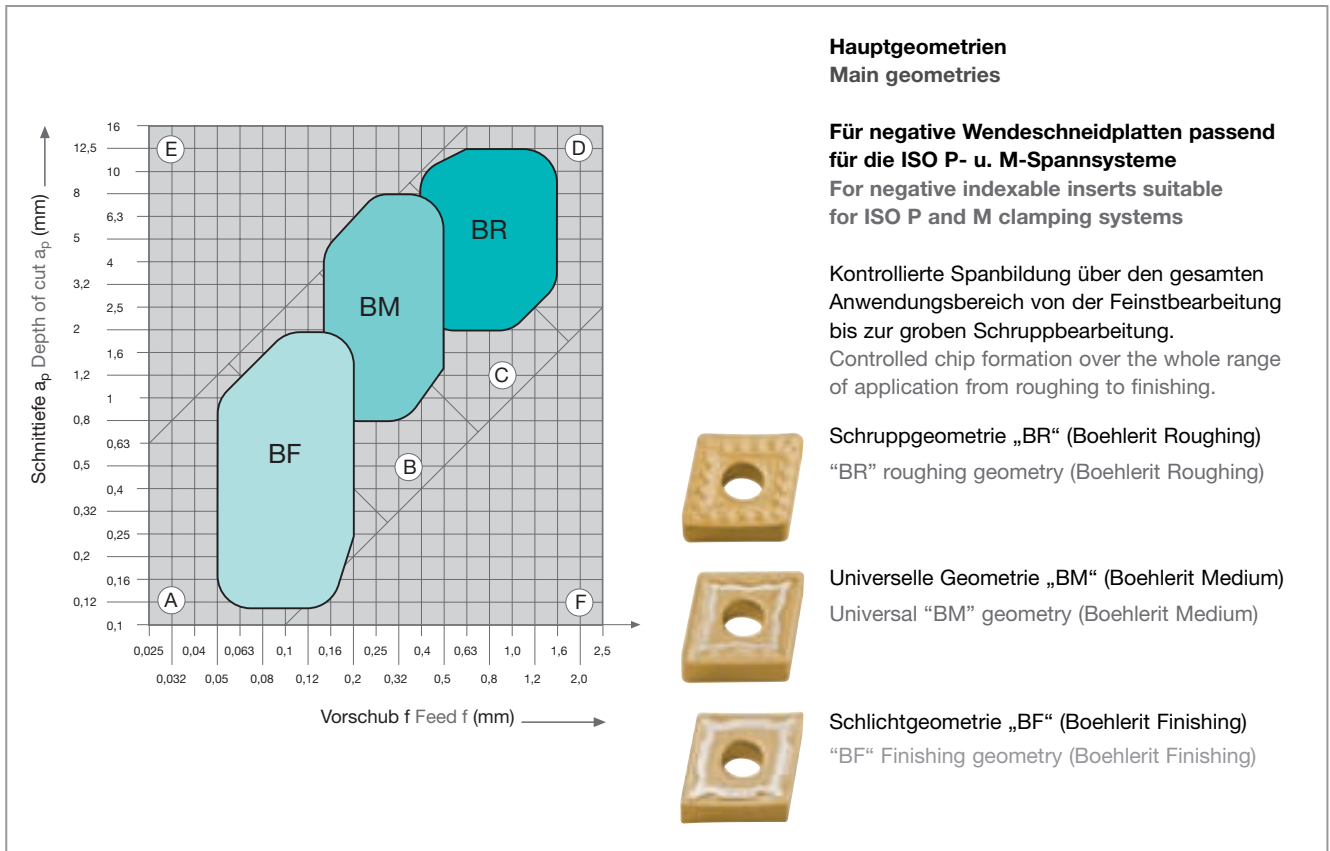 Hauptgeometrien
Main geometries
Für negative Wendeschneidplatten passend
für die ISO P- u. M-Spannsysteme
For negative indexable inserts suitable
for ISO P and M clamping systems
Kontrollierte Spanbildung über den gesamten
Anwendungsbereich von der Feinstbearbeitung
bis zur groben Schruppbearbeitung.
Controlled chip formation over the whole range
of application from roughing to finishing.
Schruppgeometrie „BR“ (Boehlerit Roughing)
“BR” roughing geometry (Boehlerit Roughing)
Universelle Geometrie „BM“ (Boehlerit Medium)
Universal “BM” geometry (Boehlerit Medium)
Schlichtgeometrie „BF“ (Boehlerit Finishing)
“BF“ Finishing geometry (Boehlerit Finishing)
Schnittiefe ap Depth of cut ap (mm)
16
12,5
10
8
6,3
5
4
3,2
2,5
2
1,6
1,2
1
0,8
0,63
0,5
0,4
0,32
0,25
0,2
0,16
0,12
0,1
E
D
BR
BM
C
BF
B
A
F
0,025 0,04 0,063 0,1 0,16 0,25 0,4 0,63 1,0 1,6 2,5
0,032 0,05 0,08 0,12 0,2 0,32 0,5 0,8 1,2 2,0
Vorschub f Feed f (mm)